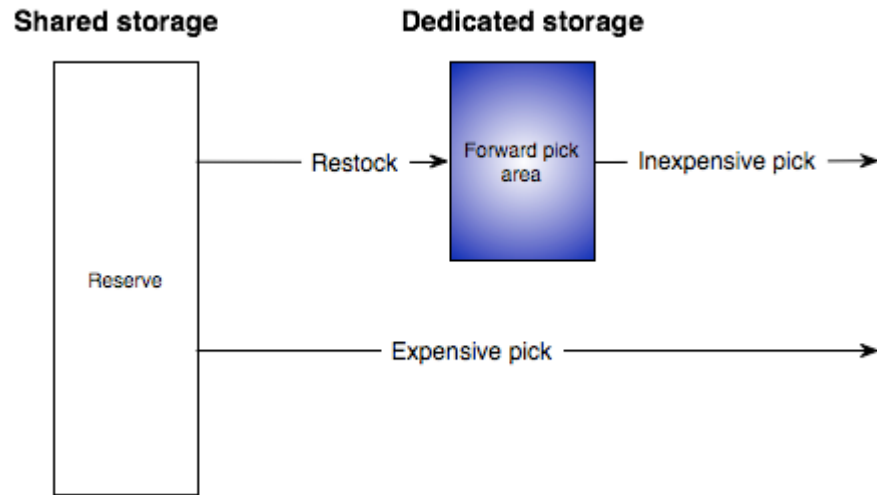 Shared storage
Dedicated storage
Restock
Forward pick
area
Inexpensive pick
Reserve
Expensive pick